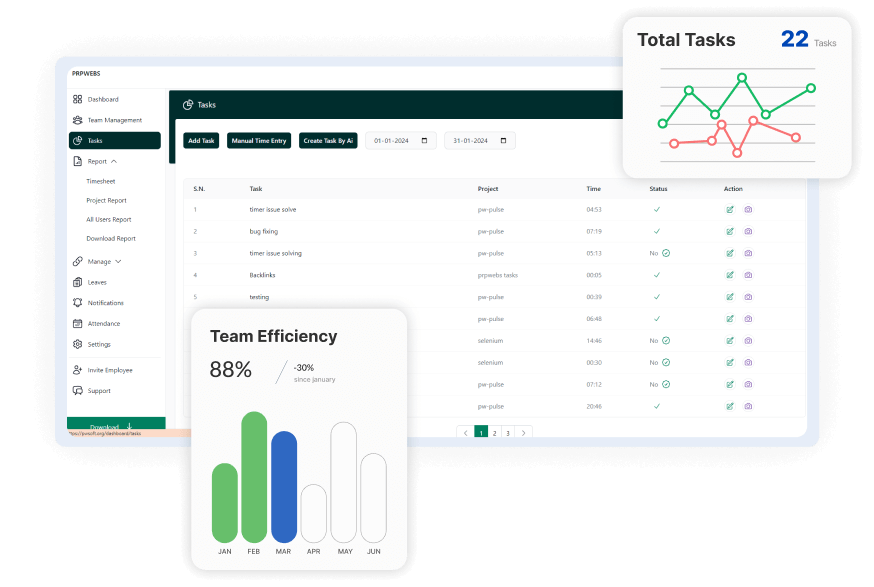 PRPWEBS
Dashboard
Team Management
Tasks
Report
Timesheet
Project Report
All Users Report
Download Report
Manage
Leaves
Notifications
Attendance
Settings
Invite Employee
Support
Download
Tasks
Add Task Manual Time Entry Create Task By Ai 01-01-2024 31-01-2024
S.N. Task Project Time Status Action
1 timer issue solve pw-pulse 04:53
2 bug fixing pw-pulse 07:19
3 timer issue solving pw-pulse 05:13 No
4 Backlinks prpwebs tasks 00:05
5 testing pw-pulse 00:39
pw-pulse 06:48
selenium 14:46 No
selenium 00:30 No
pw-pulse 07:12 No
pw-pulse 20:46
1 2 3
Total Tasks 22 Tasks
Team Efficiency
88% -30%
since january
JAN FEB MAR APR MAY JUN